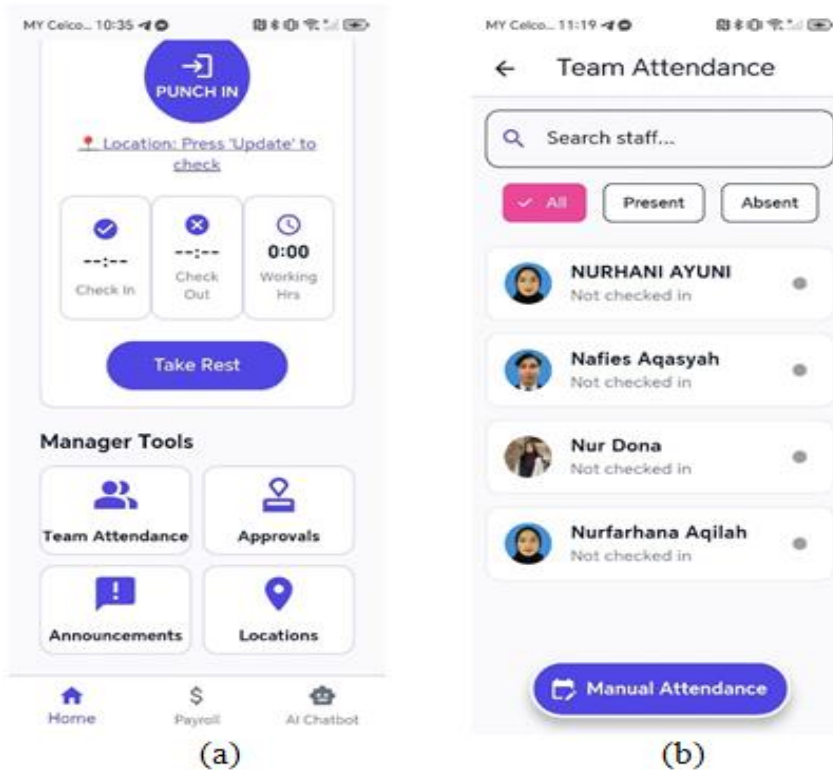 MY Celco... 10:35
PUNCH IN
Location: Press 'Update' to
check
--:--
Check In
--:--
Check
Out
0:00
Working
Hrs
Take Rest
Manager Tools
Team Attendance
Approvals
Announcements
Locations
Home
$
Payroll
AI Chatbot
(a)
MY Celco... 11:19
Team Attendance
Search staff...
All
Present
Absent
NURHANI AYUNI
Not checked in
Nafies Aqasyah
Not checked in
Nur Dona
Not checked in
Nurfarhana Aqilah
Not checked in
Manual Attendance
(b)